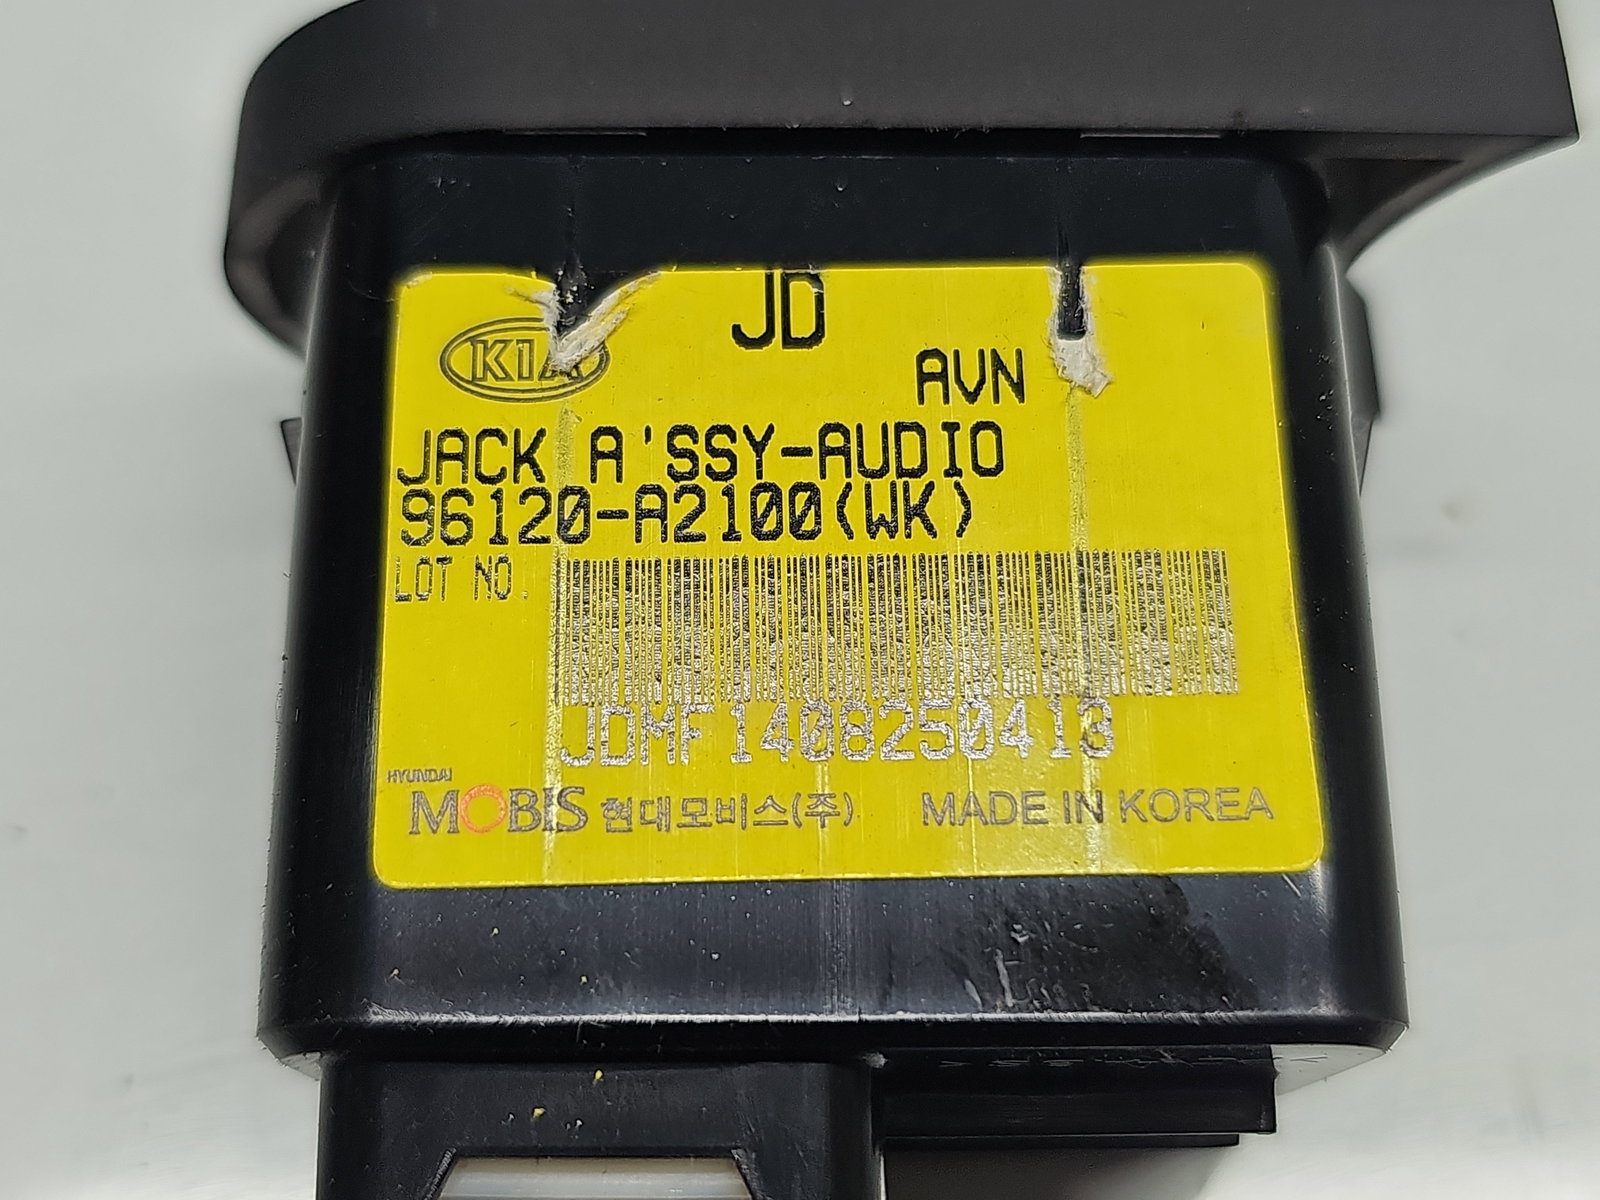 JD
KIA
AVN
JACK A'SSY-AUDIO
96120-A2100(WK)
LOT NO.
JDMF1408250413
HYUNDAI
MOBIS 현대모비스(주) MADE IN KOREA